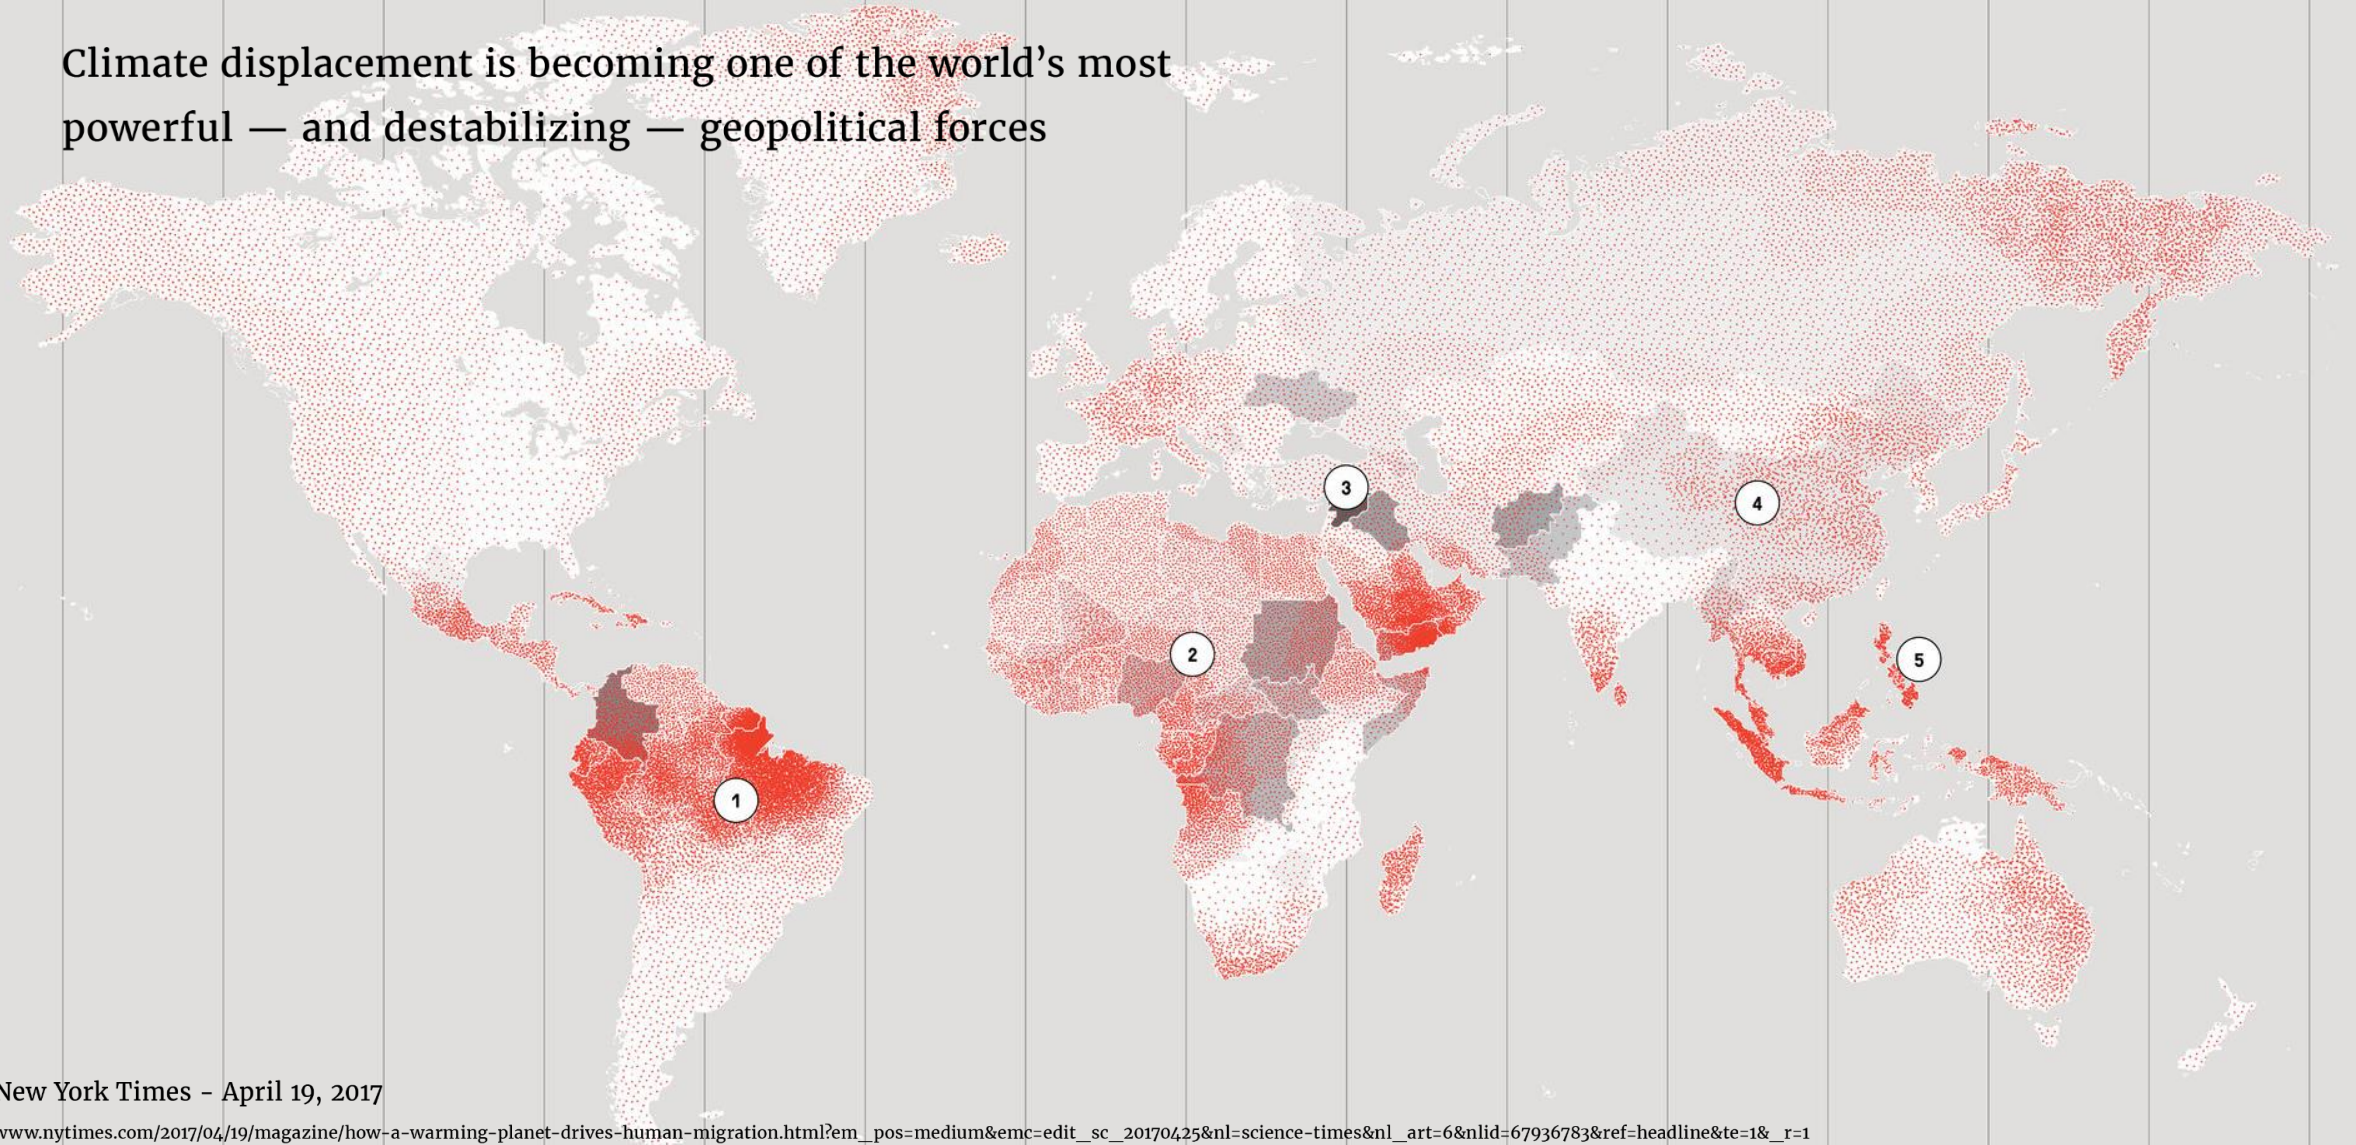 Climate displacement is becoming one of the world’s most
powerful — and destabilizing — geopolitical forces
3
4
2
5
1
New York Times - April 19, 2017
www.nytimes.com/2017/04/19/magazine/how-a-warming-planet-drives-human-migration.html?em_pos=medium&emc=edit_sc_20170425&nl=science-times&nl_art=6&nlid=67936783&ref=headline&te=1&_r=1